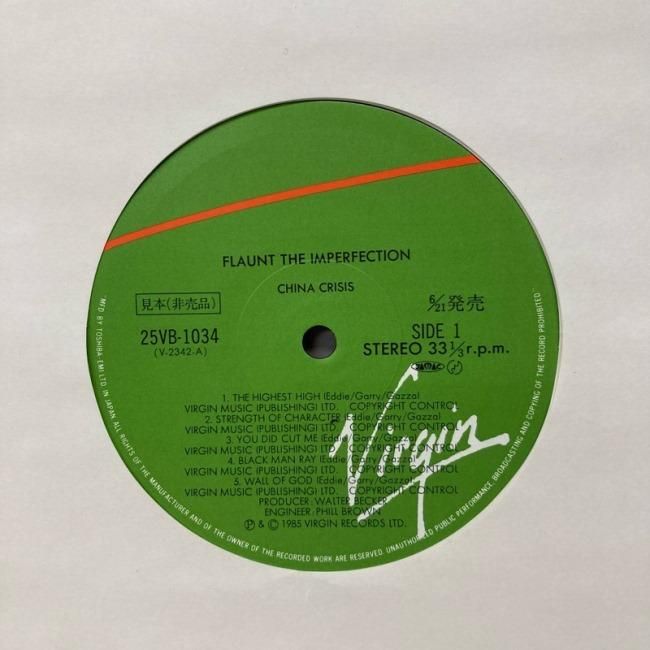 FLAUNT THE IMPERFECTION
CHINA CRISIS
見本(非売品)
6/21発売
25VB-1034
(V-2342-A)
SIDE 1
STEREO 33 1/3 r.p.m.
1. THE HIGHEST HIGH (Eddie/Garry/Gazza)
VIRGIN MUSIC (PUBLISHING) LTD. COPYRIGHT CONTROL
2. STRENGTH OF CHARACTER (Eddie/Garry/Gazza)
VIRGIN MUSIC (PUBLISHING) LTD. COPYRIGHT CONTROL
3. YOU DID CUT ME (Eddie/Garry/Gazza)
VIRGIN MUSIC (PUBLISHING) LTD. COPYRIGHT CONTROL
4. BLACK MAN RAY (Eddie/Garry/Gazza)
VIRGIN MUSIC (PUBLISHING) LTD. COPYRIGHT CONTROL
5. WALL OF GOD (Eddie/Garry/Gazza)
VIRGIN MUSIC (PUBLISHING) LTD. COPYRIGHT CONTROL
PRODUCER: WALTER BECKER
ENGINEER: PHILL BROWN
Ⓟ & © 1985 VIRGIN RECORDS LTD.
Virgin
"MF'D BY TOSHIBA-EMI LTD IN JAPAN ALL RIGHTS OF THE MANUFACTURER AND OF THE OWNER OF THE RECORDED WORK ARE RESERVED. UNAUTHORIZED PUBLIC PERFORMANCE, BROADCASTING AND COPYING OF THE RECORD PROHIBITED"